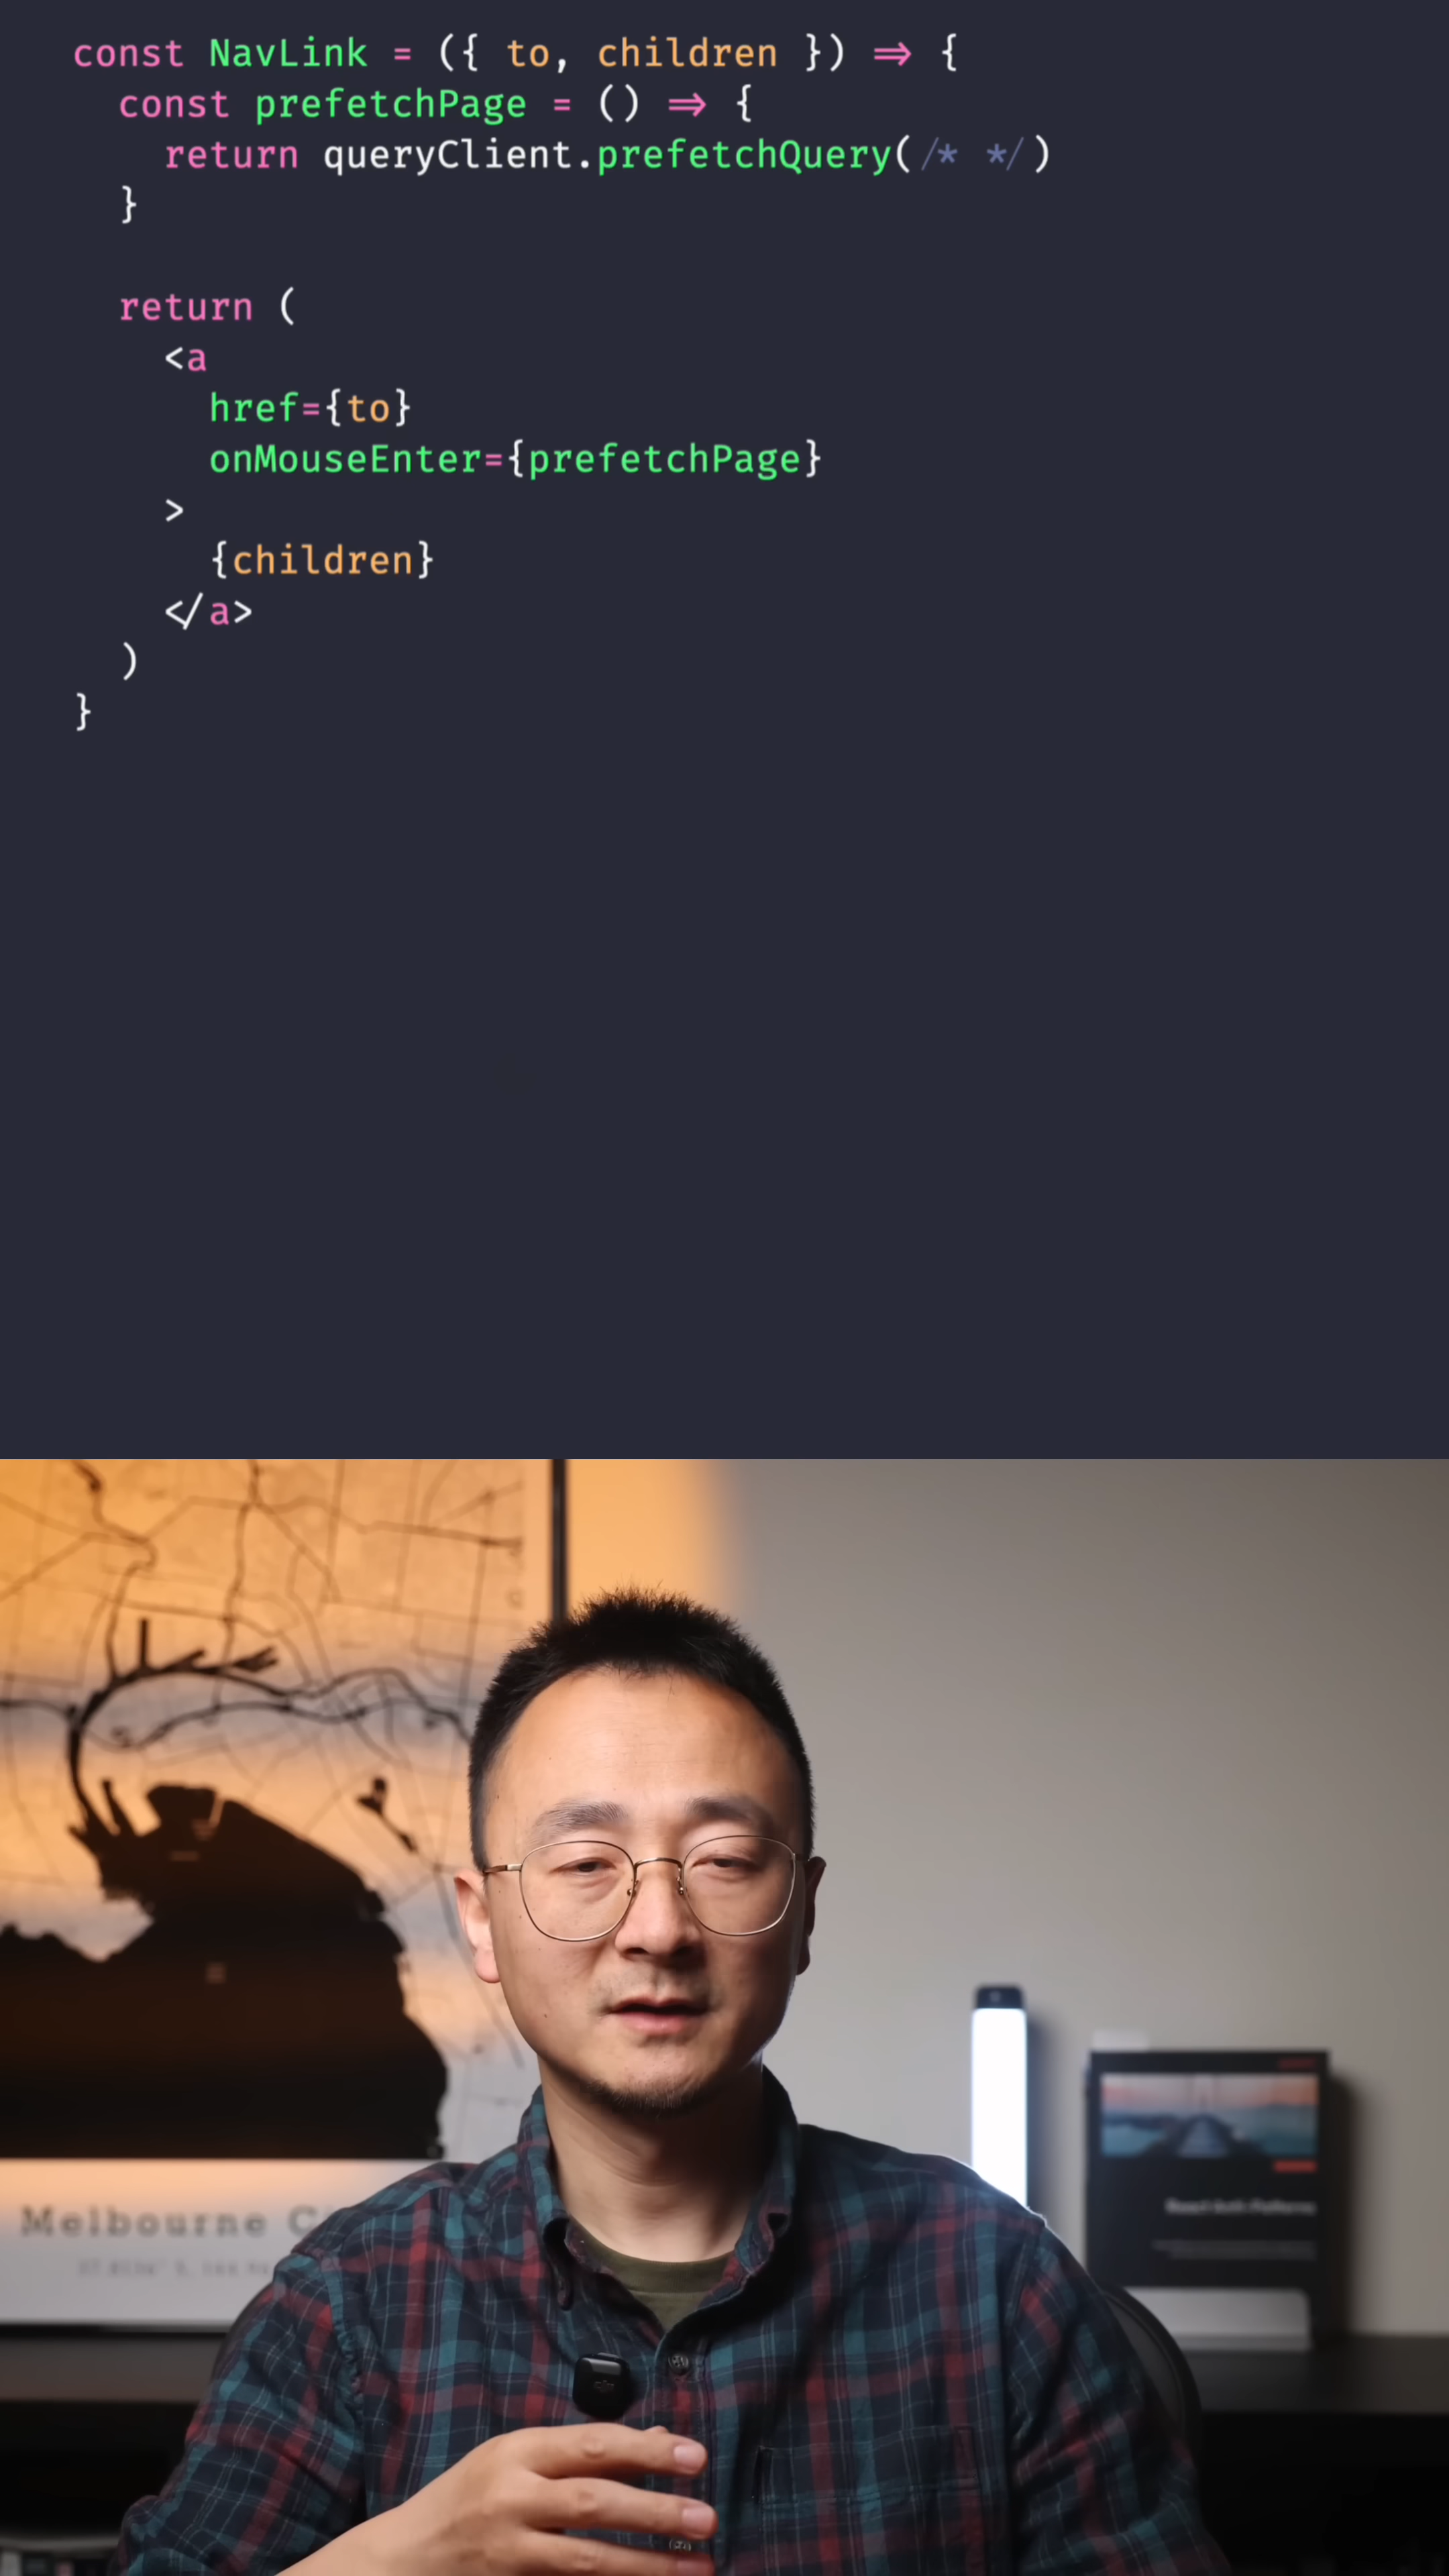 const NavLink = ({ to, children }) => {
  const prefetchPage = () => {
    return queryClient.prefetchQuery(/* */)
  }

  return (
    <a
      href={to}
      onMouseEnter={prefetchPage}
    >
      {children}
    </a>
  )
}
Melbourne